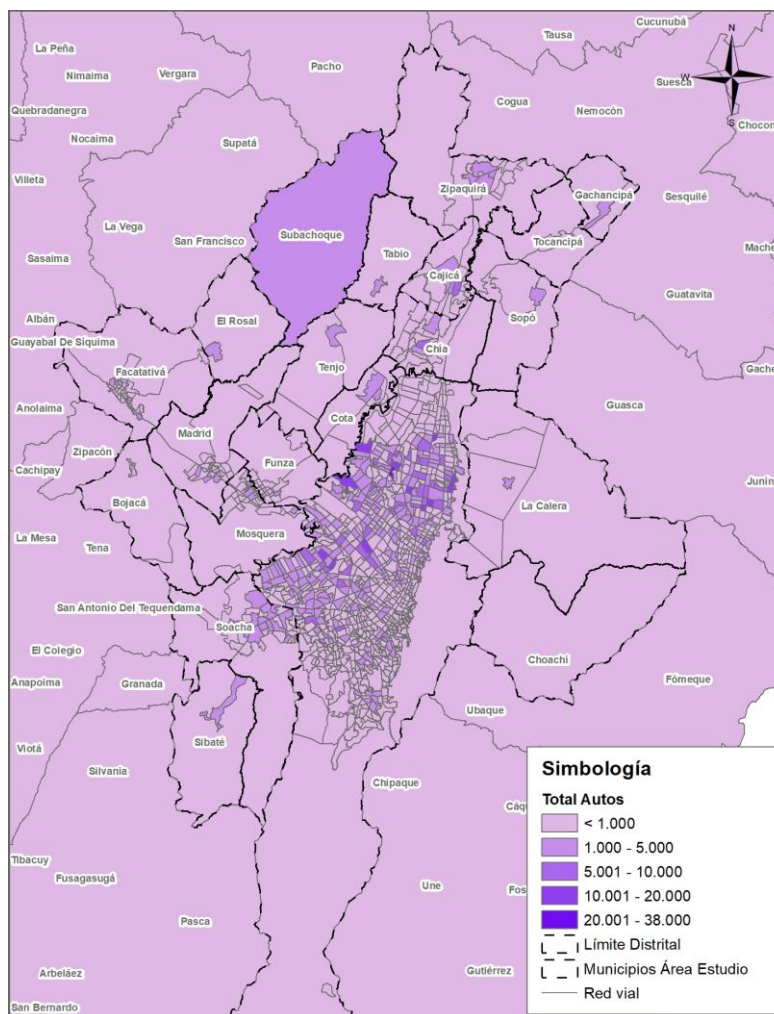 Cucunubá
N
Tausa
La Peña
Pacho
Nimaima
Vergara
W
E
Suesca
Cogua
Quebradanegra
Nemocón
S
Nocaima
Supatá
Villeta
Zipaquirá
Gachancipá
Sesquilé
La Vega
Subachoque
San Francisco
Tocancipá
Sasaima
Tabio
Cajicá
Guatavita
Albán
El Rosal
Sopó
Guayabal De Síquima
Chía
Facatativá
Tenjo
Anolaima
Cota
Guasca
Madrid
Zipacón
Funza
Cachipay
Junín
Bojacá
La Calera
La Mesa
Mosquera
Tena
San Antonio Del Tequendama
Soacha
El Colegio
Choachí
Anapoima
Granada
Fómeque
Ubaque
Viotá
Sibaté
Silvania
Chipaque
Tibacuy
Fusagasugá
Une
Pasca
Arbeláez
Gutiérrez
San Bernardo
Simbología
Total Autos
< 1.000
1.000 - 5.000
5.001 - 10.000
10.001 - 20.000
20.001 - 38.000
Límite Distrital
Municipios Área Estudio
Red vial